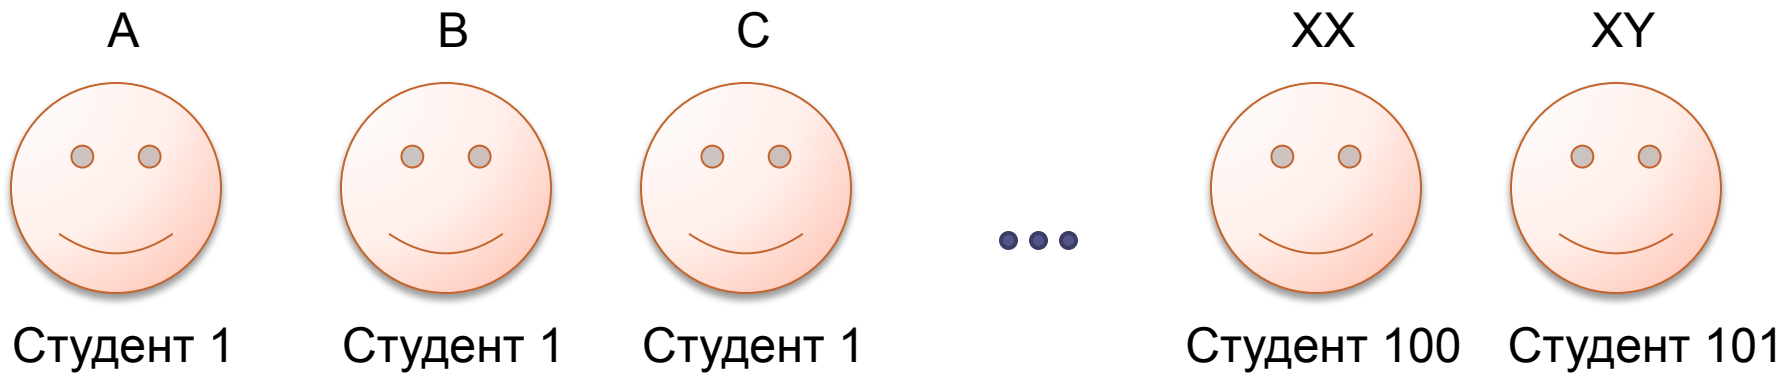 A B C XX XY
Студент 1 Студент 1 Студент 1 Студент 100 Студент 101